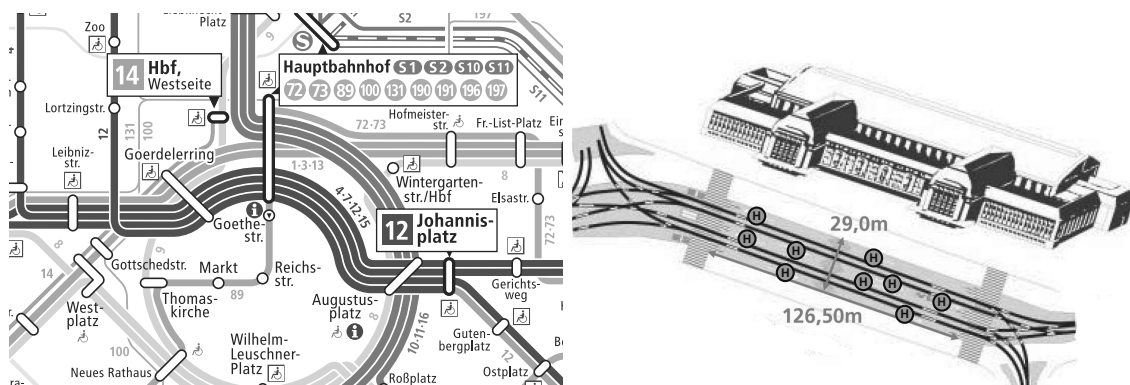 Platz
S2
197
Zoo
14 Hbf,
Westseite
Hauptbahnhof S1 S2 S10 S11
72 73 89 100 131 190 191 196 197
S
S11
9
Lortzingstr.
12
131
100
Hofmeister-
str.
Fr.-List-Platz
72·73
Leibniz-
str.
Goerdelerring
1·3·13
8
Wintergarten-
str./Hbf
4·7·12·15
Elsastr.
i
Goethe-
str.
12 Johannis-
platz
72·73
8
9
14
Gottschedstr.
Markt
Reichs-
str.
Gerichts-
weg
89
Thomas-
kirche
Augustus-
platz
i
8
West-
platz
10·11·16
Guten-
bergplatz
100
Wilhelm-
Leuschner-
Platz
12
Neues Rathaus
Roßplatz
Ostplatz
29,0m
126,50m
H
H
H
H
H
H
H
H
H